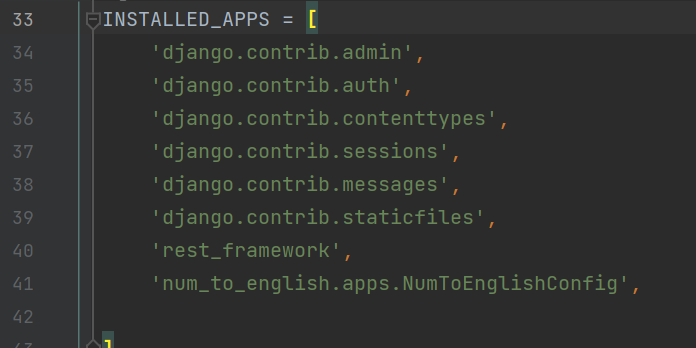 33 INSTALLED_APPS = [
34 'django.contrib.admin',
35 'django.contrib.auth',
36 'django.contrib.contenttypes',
37 'django.contrib.sessions',
38 'django.contrib.messages',
39 'django.contrib.staticfiles',
40 'rest_framework',
41 'num_to_english.apps.NumToEnglishConfig',
42
43 ]